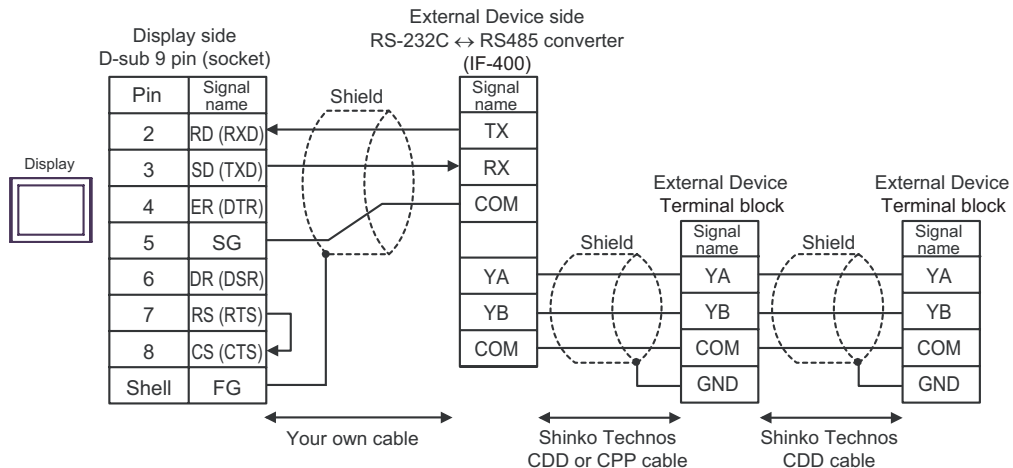 External Device side
RS-232C ↔ RS485 converter
(IF-400)
Display side
D-sub 9 pin (socket)
Pin Signal name
2 RD (RXD)
3 SD (TXD)
4 ER (DTR)
5 SG
6 DR (DSR)
7 RS (RTS)
8 CS (CTS)
Shell FG
Display
Shield
Signal name
TX
RX
COM
YA
YB
COM
Shield
External Device
Terminal block
Signal name
YA
YB
COM
GND
Shield
External Device
Terminal block
Signal name
YA
YB
COM
GND
Your own cable
Shinko Technos
CDD or CPP cable
Shinko Technos
CDD cable